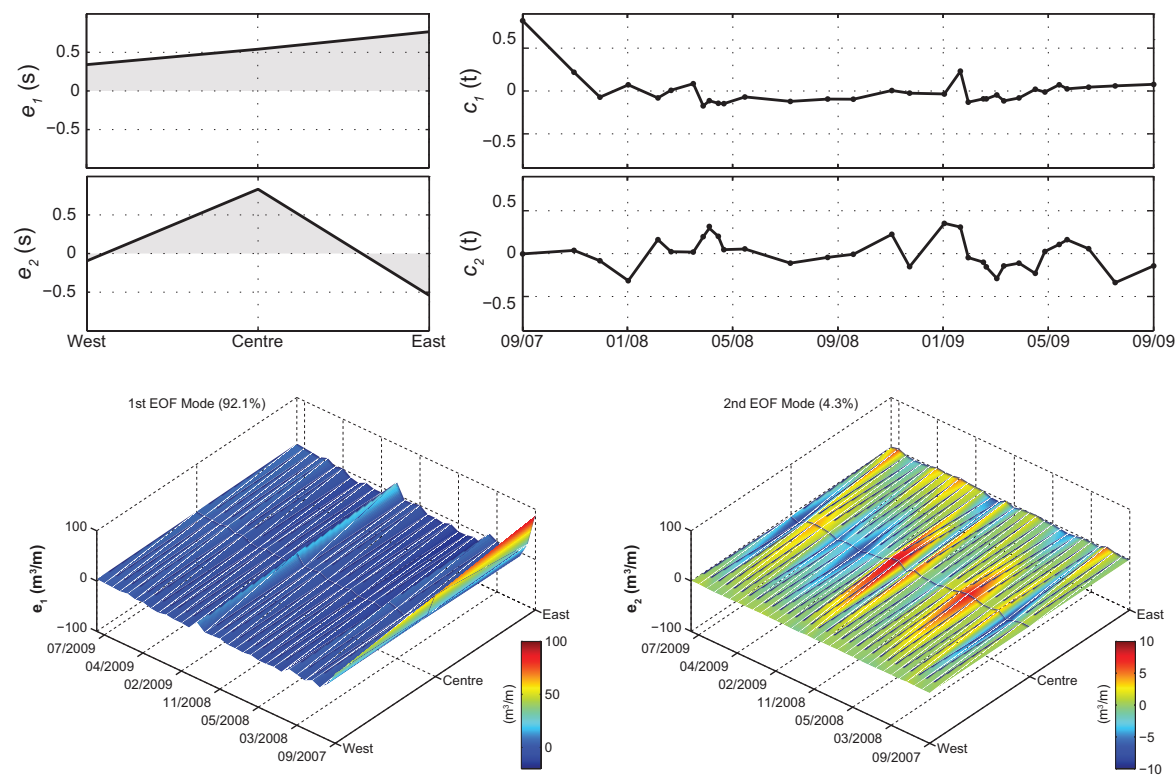 e1 (s)
0.5
0
−0.5
c1 (t)
0.5
0
−0.5
e2 (s)
0.5
0
−0.5
West
Centre
East
c2 (t)
0.5
0
−0.5
09/07
01/08
05/08
09/08
01/09
05/09
09/09
1st EOF Mode (92.1%)
e1 (m³/m)
100
0
−100
07/2009
04/2009
02/2009
11/2008
05/2008
03/2008
09/2007
West
Centre
East
100
50
0
(m³/m)
2nd EOF Mode (4.3%)
e2 (m³/m)
100
0
−100
07/2009
04/2009
02/2009
11/2008
05/2008
03/2008
09/2007
West
Centre
East
10
5
0
−5
−10
(m³/m)